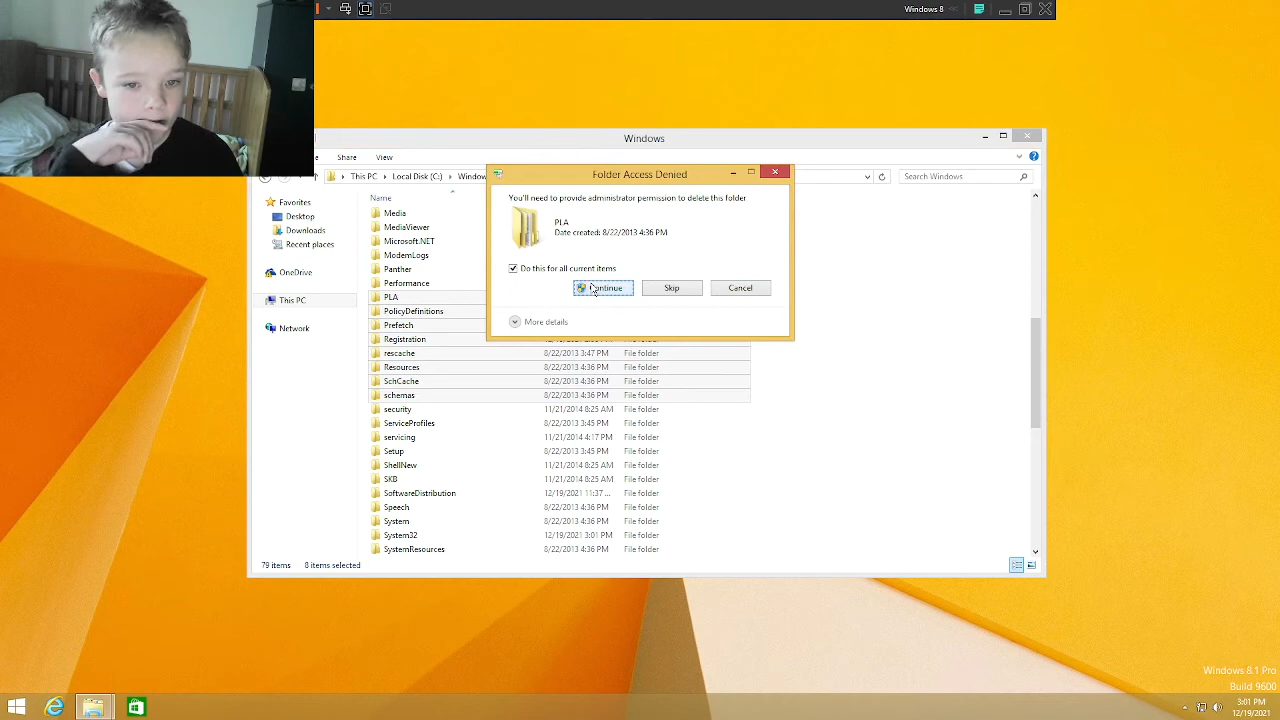 Windows 8
Windows
Share View
This PC Local Disk (C:) Window
Search Windows
Favorites
Desktop
Downloads
Recent places
OneDrive
This PC
Network
Name
Media
MediaViewer
Microsoft.NET
ModemLogs
Panther
Performance
PLA
PolicyDefinitions
Prefetch
Registration
rescache 8/22/2013 3:47 PM File folder
Resources 8/22/2013 4:36 PM File folder
SchCache 8/22/2013 4:36 PM File folder
schemas 8/22/2013 4:36 PM File folder
security 11/21/2014 8:25 AM File folder
ServiceProfiles 8/22/2013 3:45 PM File folder
servicing 11/21/2014 4:17 PM File folder
Setup 8/22/2013 3:45 PM File folder
ShellNew 11/21/2014 8:25 AM File folder
SKB 11/21/2014 8:25 AM File folder
SoftwareDistribution 12/19/2021 11:37 ... File folder
Speech 8/22/2013 4:36 PM File folder
System 8/22/2013 4:36 PM File folder
System32 12/19/2021 3:01 PM File folder
SystemResources 8/22/2013 4:36 PM File folder
79 items 8 items selected
Folder Access Denied
You'll need to provide administrator permission to delete this folder
PLA
Date created: 8/22/2013 4:36 PM
Do this for all current items
Continue Skip Cancel
More details
Windows 8.1 Pro
Build 9600
3:01 PM
12/19/2021